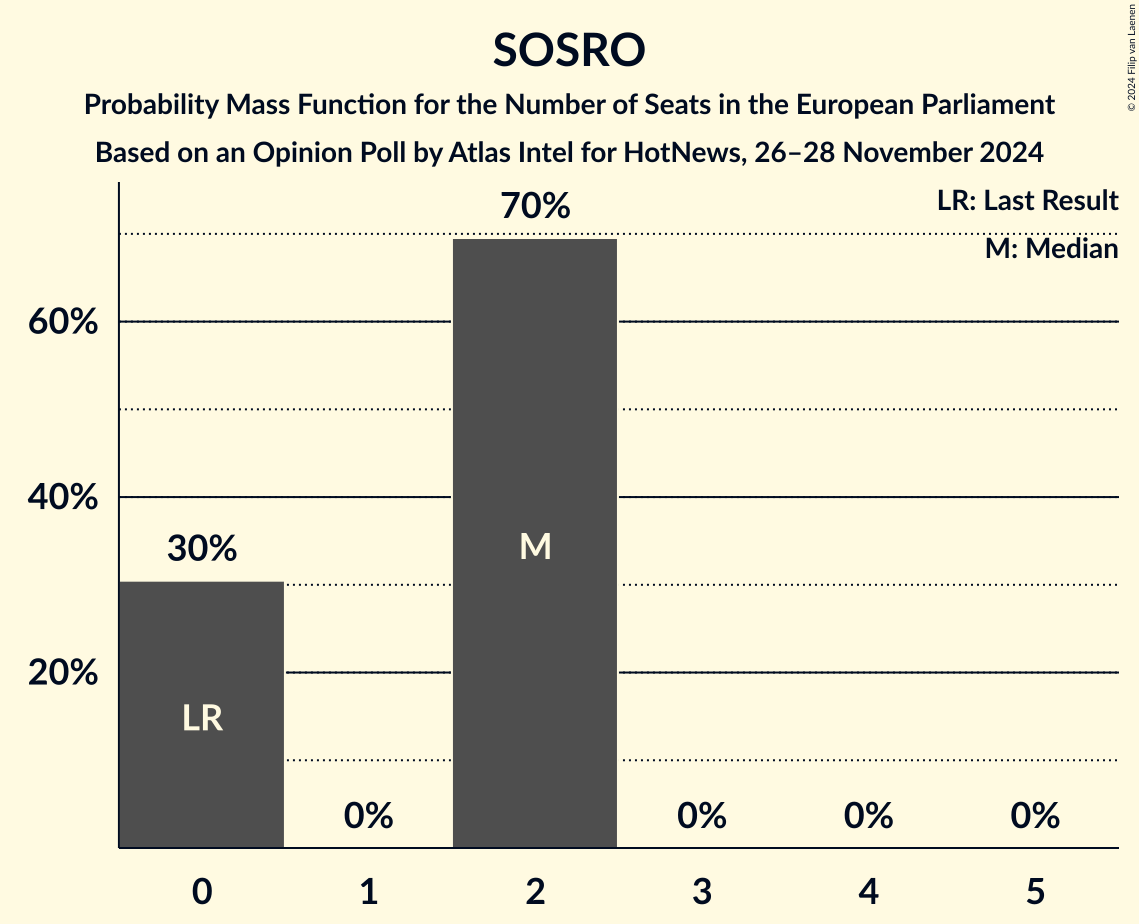 SOSRO
Probability Mass Function for the Number of Seats in the European Parliament
Based on an Opinion Poll by Atlas Intel for HotNews, 26–28 November 2024
© 2024 Filip van Laenen
LR: Last Result
M: Median
70%
60%
40%
30%
20%
M
LR
0%
0%
0%
0%
0 1 2 3 4 5